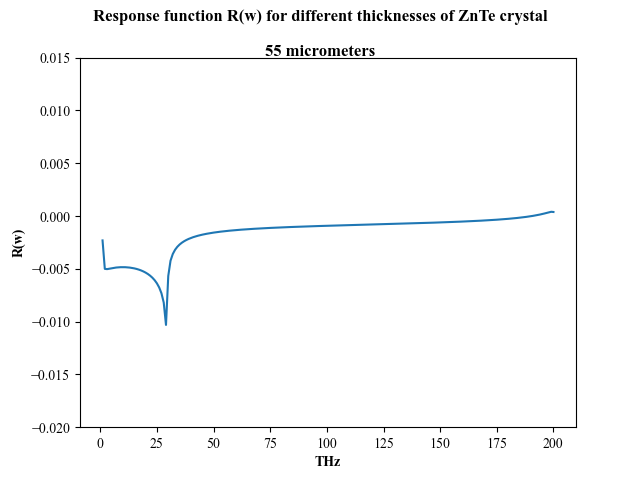 Response function R(w) for different thicknesses of ZnTe crystal
55 micrometers
0.015
0.010
0.005
0.000
−0.005
−0.010
−0.015
−0.020
R(w)
0 25 50 75 100 125 150 175 200
THz